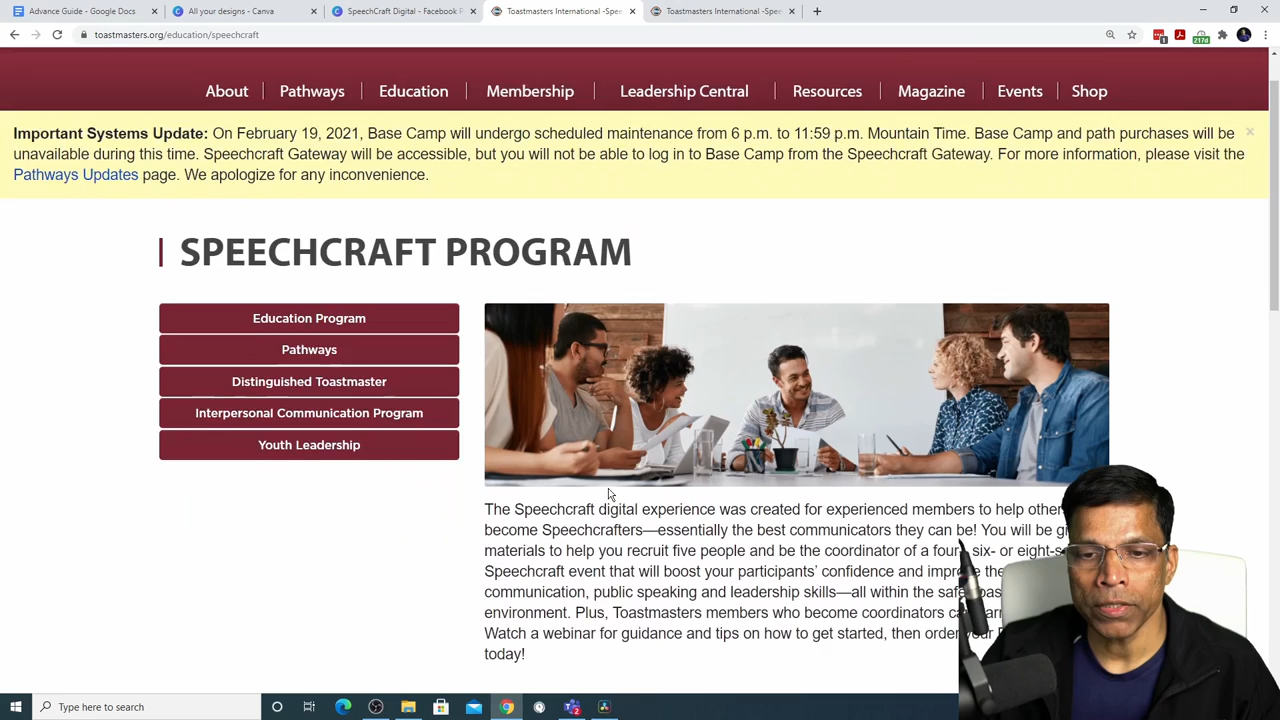 Advance Guide - Google Docs
All your designs - Canva
SpeechCraft Digital - Facebook P
Toastmasters International -Spee
Toastmasters International -Spee
toastmasters.org/education/speechcraft
1
217d
About
Pathways
Education
Membership
Leadership Central
Resources
Magazine
Events
Shop
Important Systems Update: On February 19, 2021, Base Camp will undergo scheduled maintenance from 6 p.m. to 11:59 p.m. Mountain Time. Base Camp and path purchases will be
unavailable during this time. Speechcraft Gateway will be accessible, but you will not be able to log in to Base Camp from the Speechcraft Gateway. For more information, please visit the
Pathways Updates page. We apologize for any inconvenience.
SPEECHCRAFT PROGRAM
Education Program
Pathways
Distinguished Toastmaster
Interpersonal Communication Program
Youth Leadership
The Speechcraft digital experience was created for experienced members to help other
become Speechcrafters—essentially the best communicators they can be! You will be gi
materials to help you recruit five people and be the coordinator of a four, six- or eight-s
Speechcraft event that will boost your participants' confidence and impro the
communication, public speaking and leadership skills—all within the safe,
environment. Plus, Toastmasters members who become coordinators ca
Watch a webinar for guidance and tips on how to get started, then order your
today!
Type here to search
2